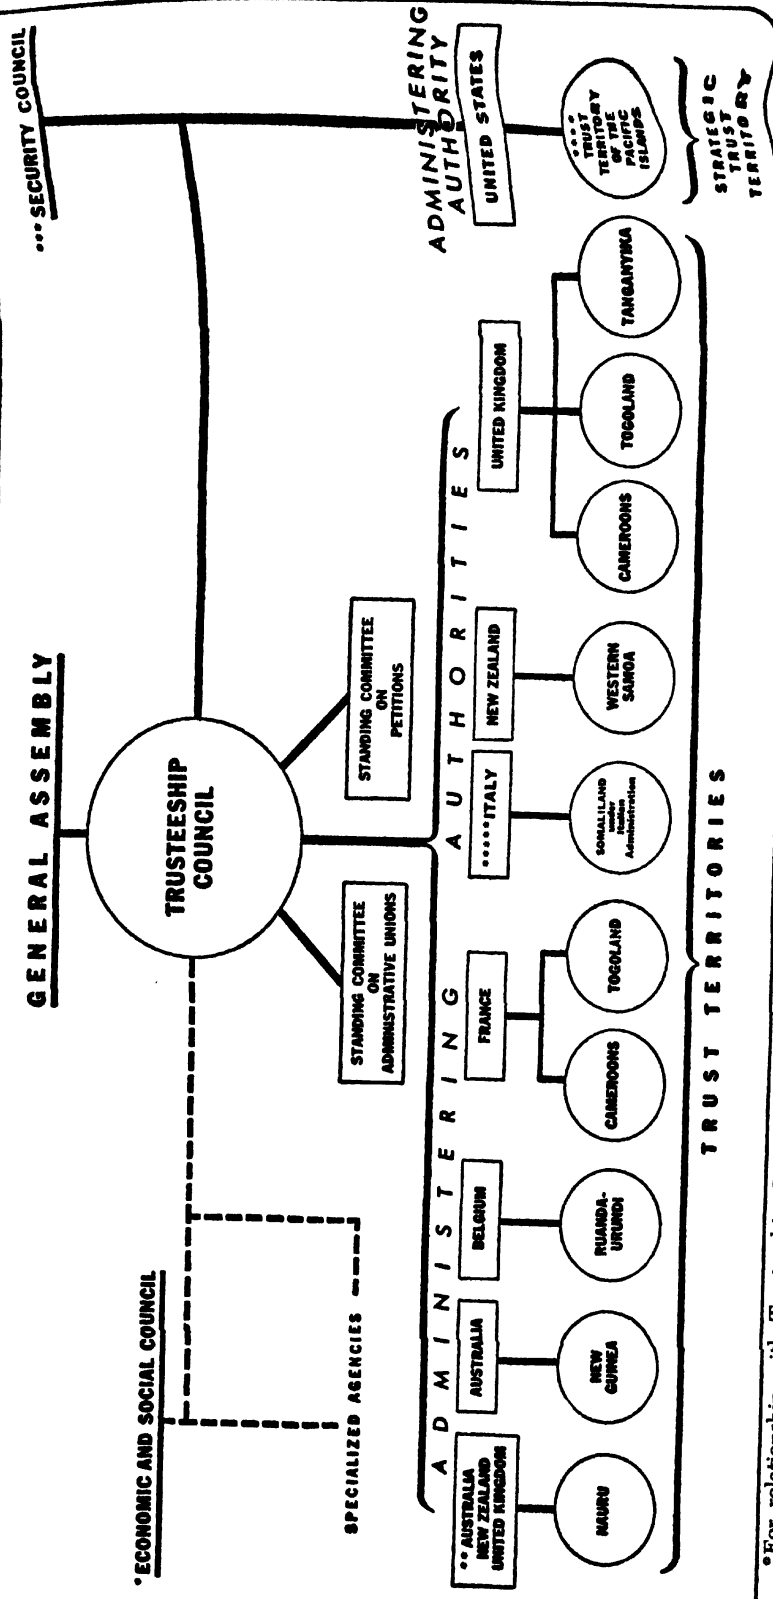 GENERAL ASSEMBLY
*ECONOMIC AND SOCIAL COUNCIL
***SECURITY COUNCIL
TRUSTEESHIP
COUNCIL
SPECIALIZED AGENCIES
STANDING COMMITTEE
ON
ADMINISTRATIVE UNIONS
STANDING COMMITTEE
ON
PETITIONS
ADMINISTERING AUTHORITIES
ADMINISTERING
AUTHORITY
**AUSTRALIA
NEW ZEALAND
UNITED KINGDOM
AUSTRALIA
BELGIUM
FRANCE
*****ITALY
NEW ZEALAND
UNITED KINGDOM
UNITED STATES
NAURU
NEW
GUINEA
RUANDA-
URUNDI
CAMEROONS
TOGOLAND
SOMALILAND
under
Italian
Administration
WESTERN
SAMOA
CAMEROONS
TOGOLAND
TANGANYIKA
****
TRUST
TERRITORY
OF THE
PACIFIC
ISLANDS
TRUST TERRITORIES
STRATEGIC
TRUST
TERRITORY
*For relationship with